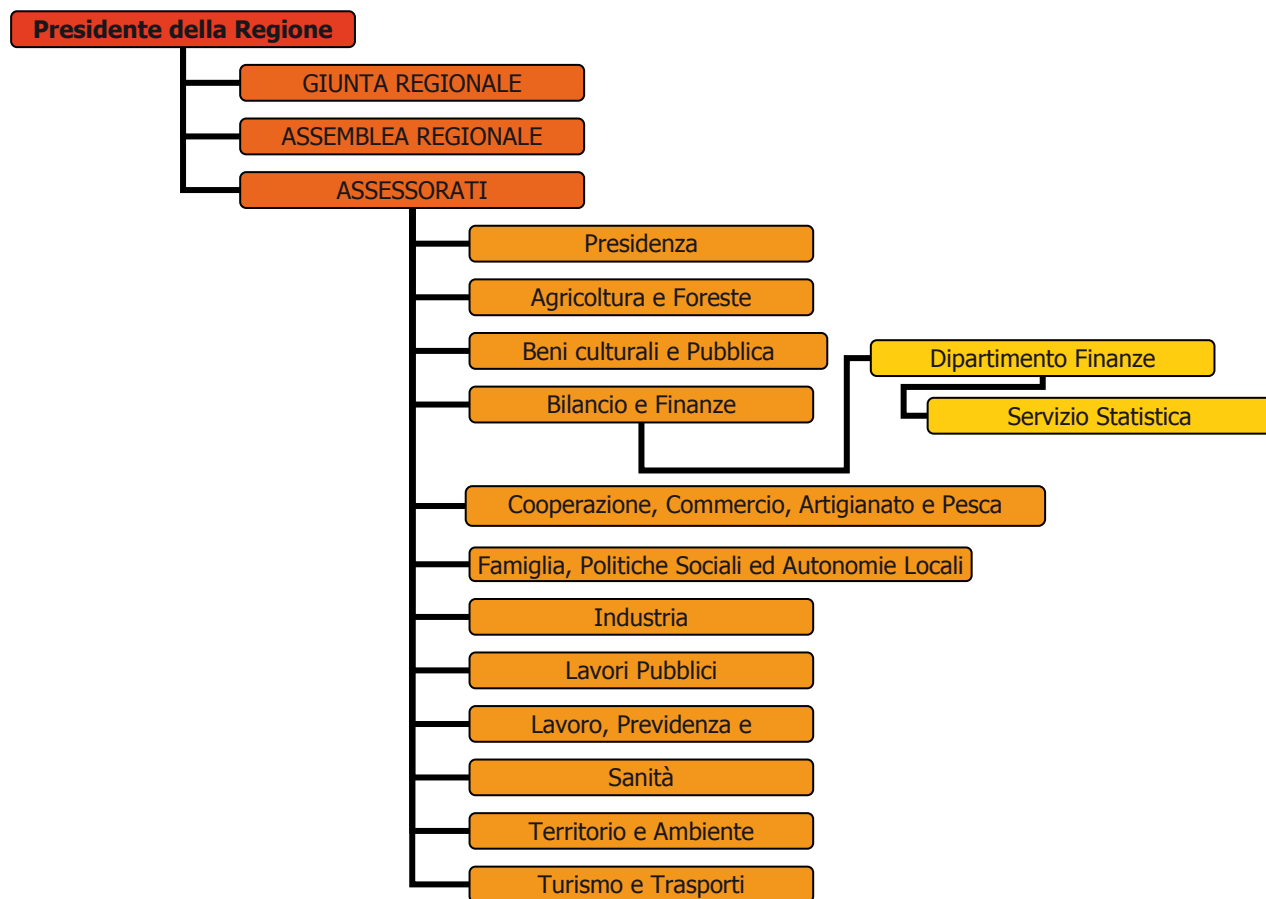 Presidente della Regione
GIUNTA REGIONALE
ASSEMBLEA REGIONALE
ASSESSORATI
Presidenza
Agricoltura e Foreste
Beni culturali e Pubblica
Bilancio e Finanze
Dipartimento Finanze
Servizio Statistica
Cooperazione, Commercio, Artigianato e Pesca
Famiglia, Politiche Sociali ed Autonomie Locali
Industria
Lavori Pubblici
Lavoro, Previdenza e
Sanità
Territorio e Ambiente
Turismo e Trasporti